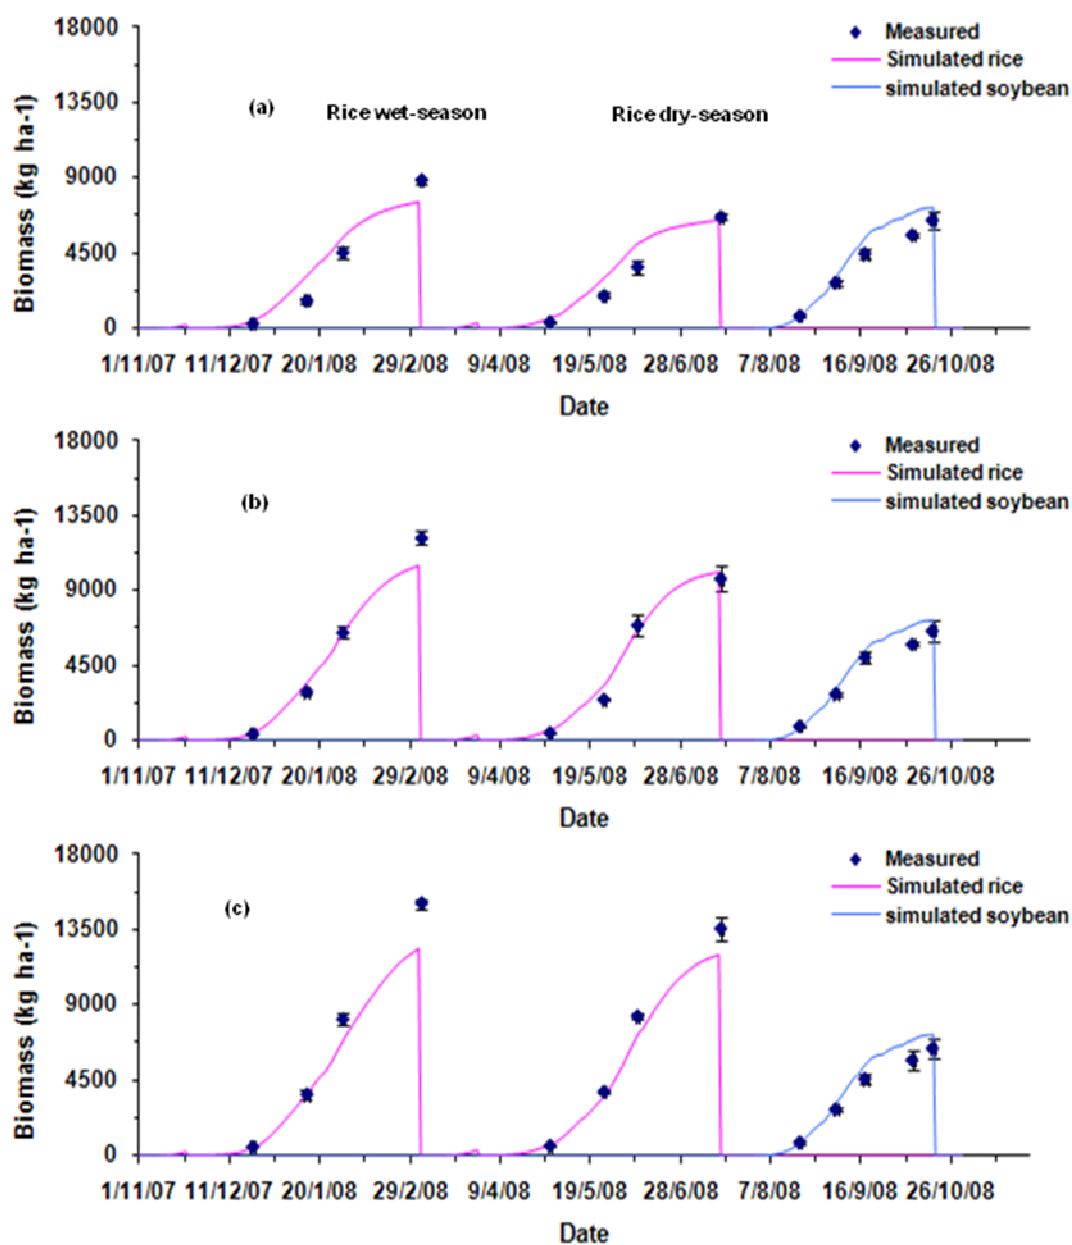 18000
Measured
Simulated rice
simulated soybean
13500
(a)
Rice wet-season
Rice dry-season
9000
4500
0
Biomass (kg ha-1)
1/11/07 11/12/07 20/1/08 29/2/08 9/4/08 19/5/08 28/6/08 7/8/08 16/9/08 26/10/08
Date
18000
Measured
Simulated rice
simulated soybean
13500
(b)
9000
4500
0
Biomass (kg ha-1)
1/11/07 11/12/07 20/1/08 29/2/08 9/4/08 19/5/08 28/6/08 7/8/08 16/9/08 26/10/08
Date
18000
Measured
Simulated rice
simulated soybean
13500
(c)
9000
4500
0
Biomass (kg ha-1)
1/11/07 11/12/07 20/1/08 29/2/08 9/4/08 19/5/08 28/6/08 7/8/08 16/9/08 26/10/08
Date